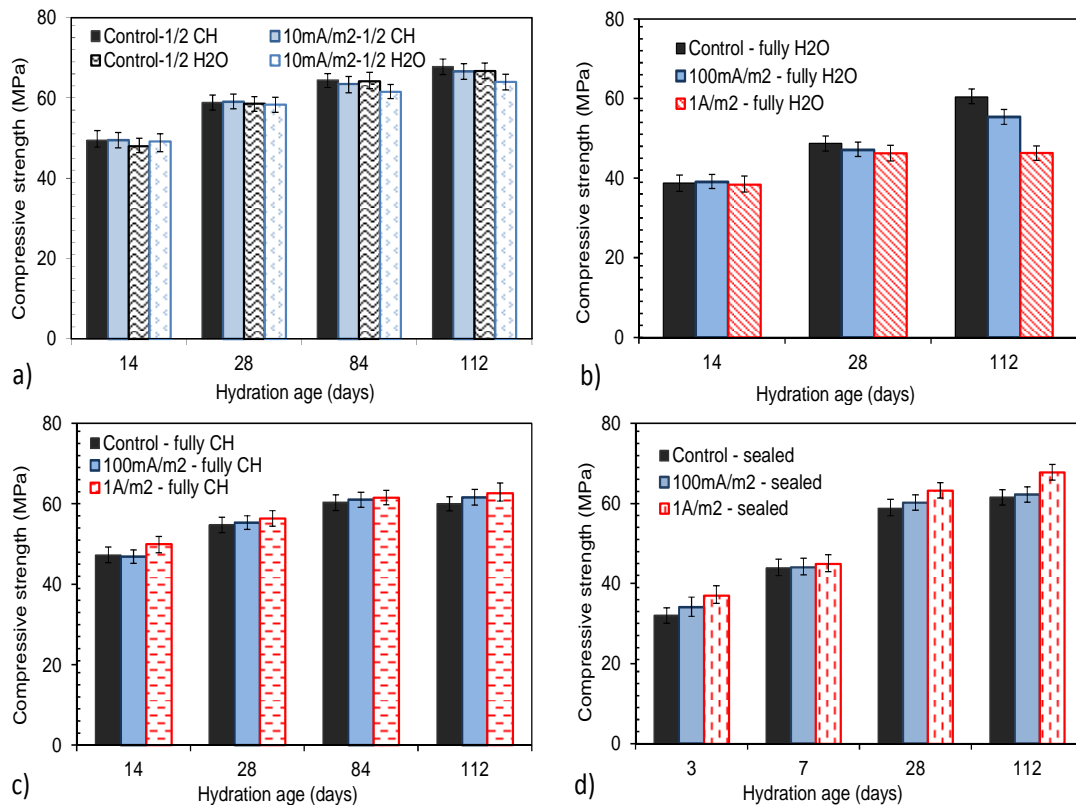 80
60
40
20
0
Compressive strength (MPa)
Control-1/2 CH
10mA/m2-1/2 CH
Control-1/2 H2O
10mA/m2-1/2 H2O
14
28
84
112
Hydration age (days)
a)
80
60
40
20
0
Compressive strength (MPa)
Control - fully H2O
100mA/m2 - fully H2O
1A/m2 - fully H2O
14
28
112
Hydration age (days)
b)
80
60
40
20
0
Compressive strength (MPa)
Control - fully CH
100mA/m2 - fully CH
1A/m2 - fully CH
14
28
84
112
Hydration age (days)
c)
80
60
40
20
0
Compressive strength (MPa)
Control - sealed
100mA/m2 - sealed
1A/m2 - sealed
3
7
28
112
Hydration age (days)
d)